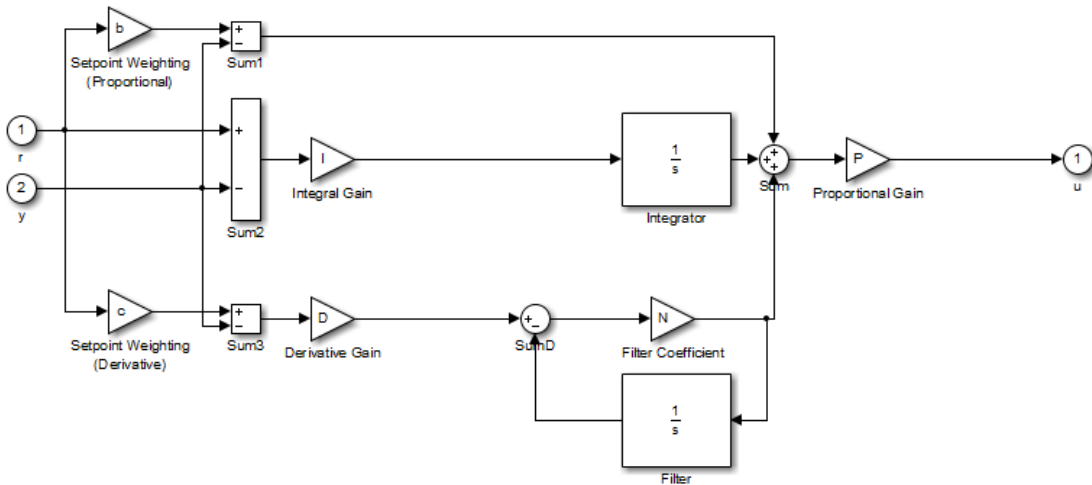 b
+
−
Setpoint Weighting
(Proportional)
Sum1
1
r
+
2
y
−
Sum2
I
Integral Gain
1
s
Integrator
+
+
+
Sum
P
Proportional Gain
1
u
c
Setpoint Weighting
(Derivative)
+
−
Sum3
D
Derivative Gain
+
−
SumD
N
Filter Coefficient
1
s
Filter